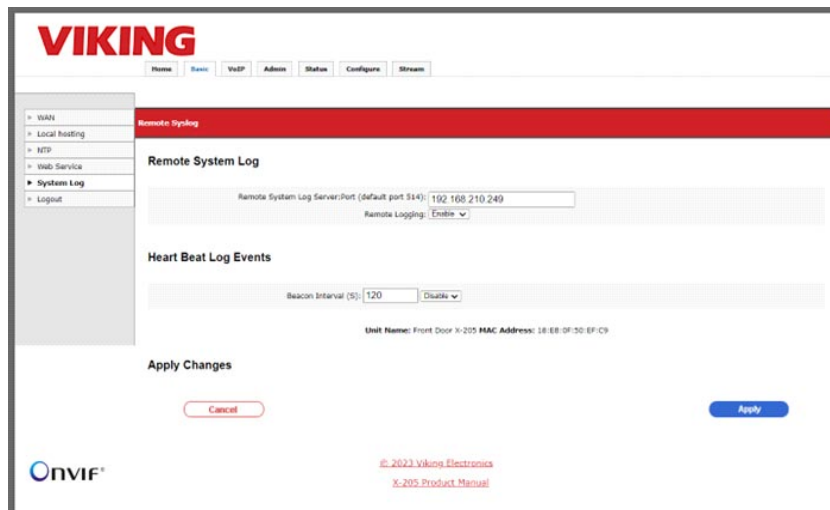 VIKING
Home Basic VoIP Admin Status Configure Stream
WAN
Local hosting
NTP
Web Service
System Log
Logout
Remote Syslog
Remote System Log
Remote System Log Server:Port (default port 514): 192.168.210.249
Remote Logging: Enable
Heart Beat Log Events
Beacon Interval (S): 120 Disable
Unit Name: Front Door X-205 MAC Address: 18:E8:0F:50:EF:C9
Apply Changes
Cancel Apply
ONVIF®
© 2023 Viking Electronics
X-205 Product Manual